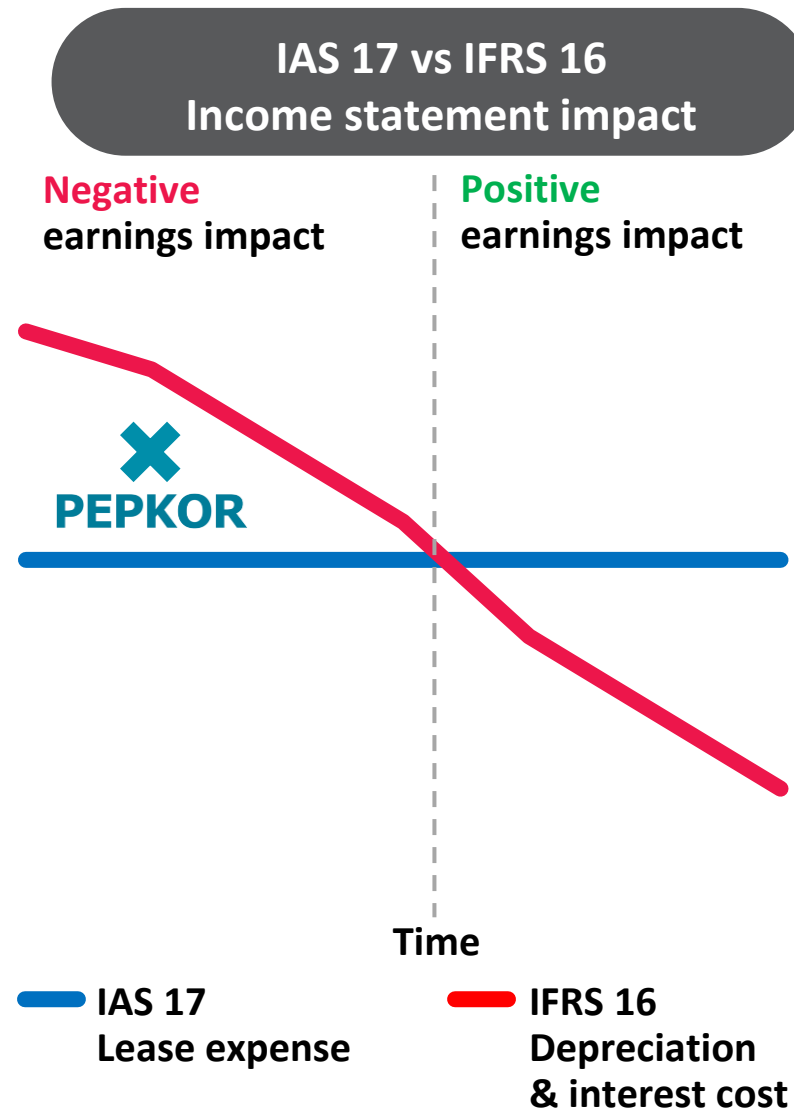 IAS 17 vs IFRS 16
Income statement impact
Negative
earnings impact
Positive
earnings impact
PEPKOR
Time
IAS 17
Lease expense
IFRS 16
Depreciation
& interest cost